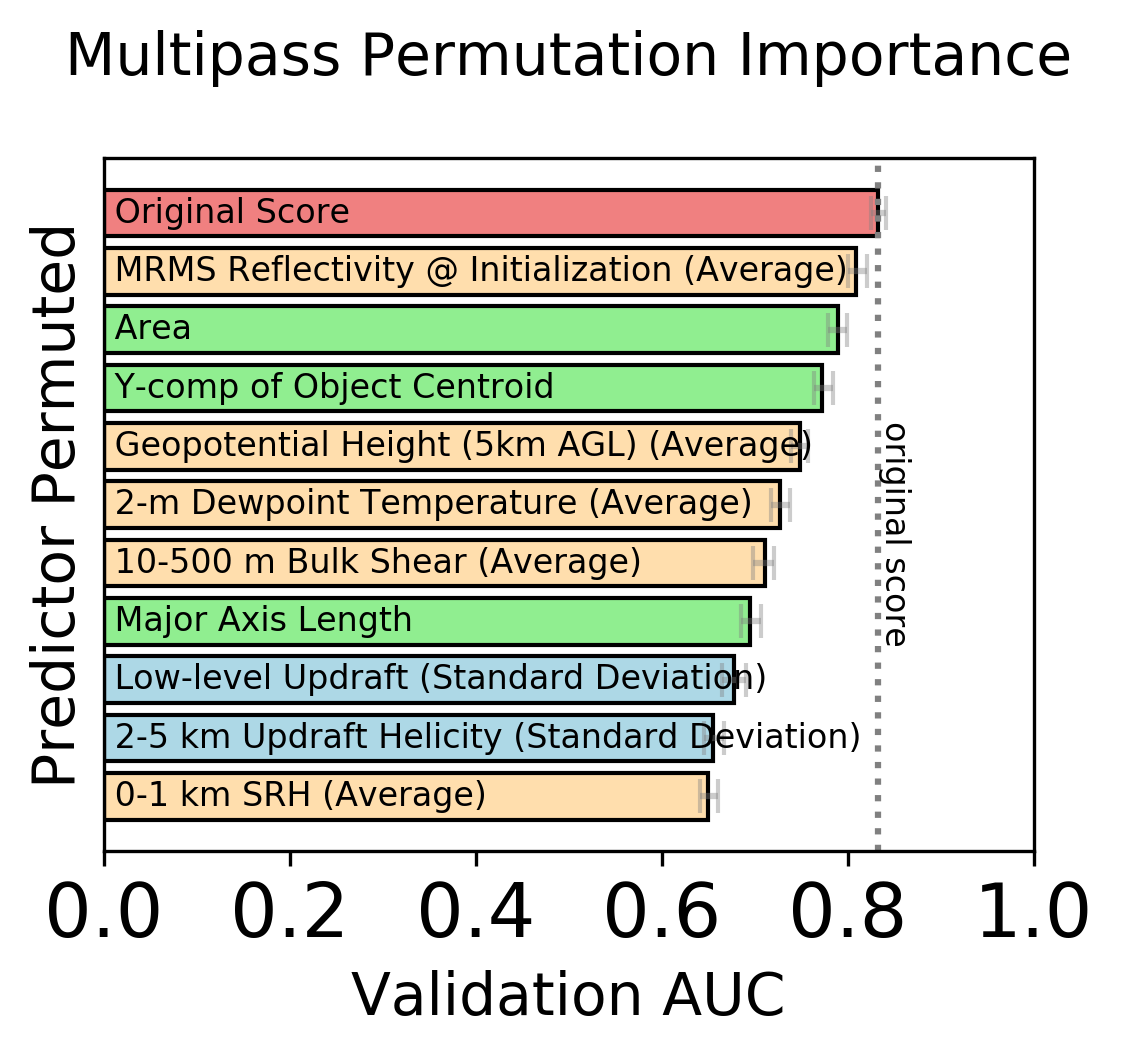 Multipass Permutation Importance
Predictor Permuted
Original Score
MRMS Reflectivity @ Initialization (Average)
Area
Y-comp of Object Centroid
Geopotential Height (5km AGL) (Average)
2-m Dewpoint Temperature (Average)
10-500 m Bulk Shear (Average)
Major Axis Length
Low-level Updraft (Standard Deviation)
2-5 km Updraft Helicity (Standard Deviation)
0-1 km SRH (Average)
original score
0.0 0.2 0.4 0.6 0.8 1.0
Validation AUC